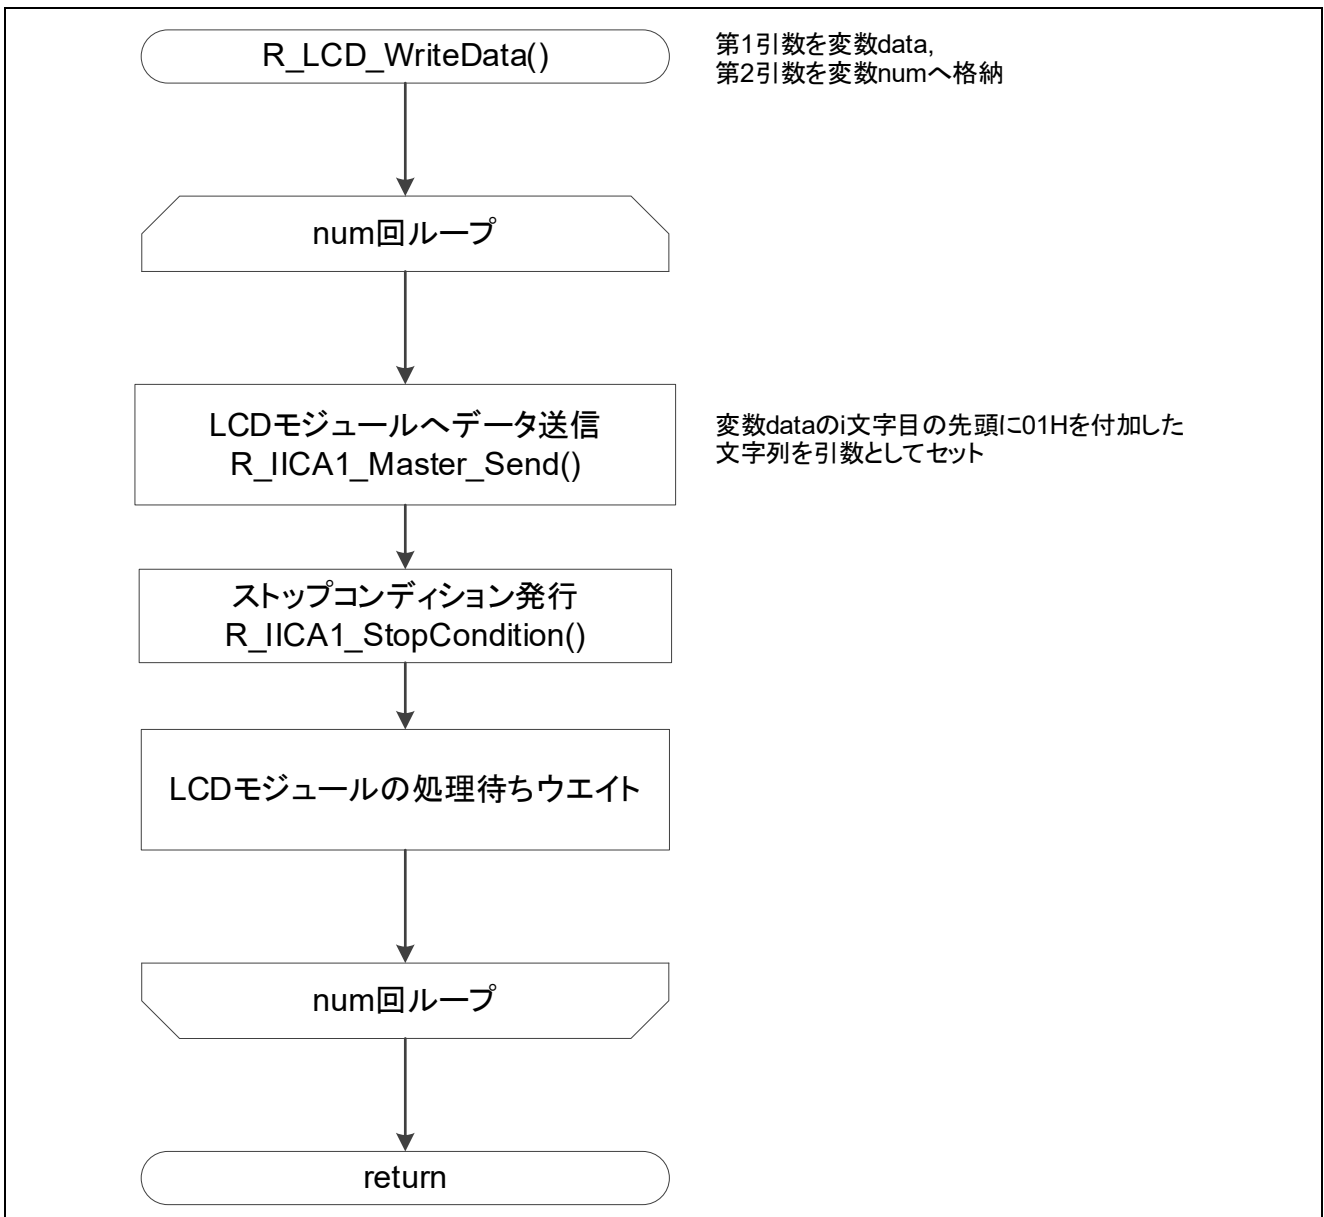 R_LCD_WriteData()
第1引数を変数data,
第2引数を変数numへ格納
num回ループ
LCDモジュールへデータ送信
R_IICA1_Master_Send()
変数dataのi文字目の先頭に01Hを付加した
文字列を引数としてセット
ストップコンディション発行
R_IICA1_StopCondition()
LCDモジュールの処理待ちウエイト
num回ループ
return